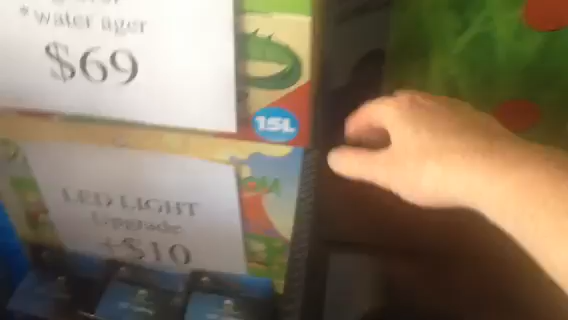 *water ager
$69
15L
LED LIGHT
Upgrade
+$10